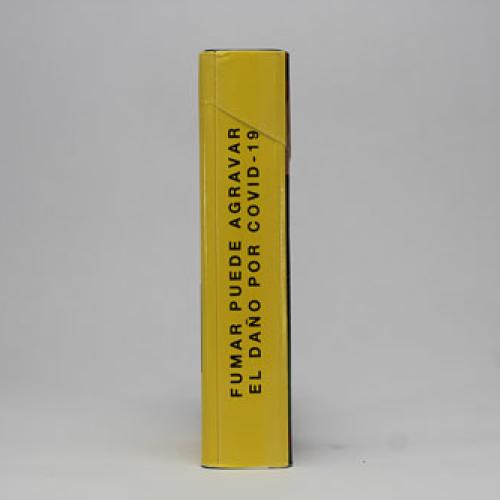 FUMAR PUEDE AGRAVAR
EL DAÑO POR COVID-19